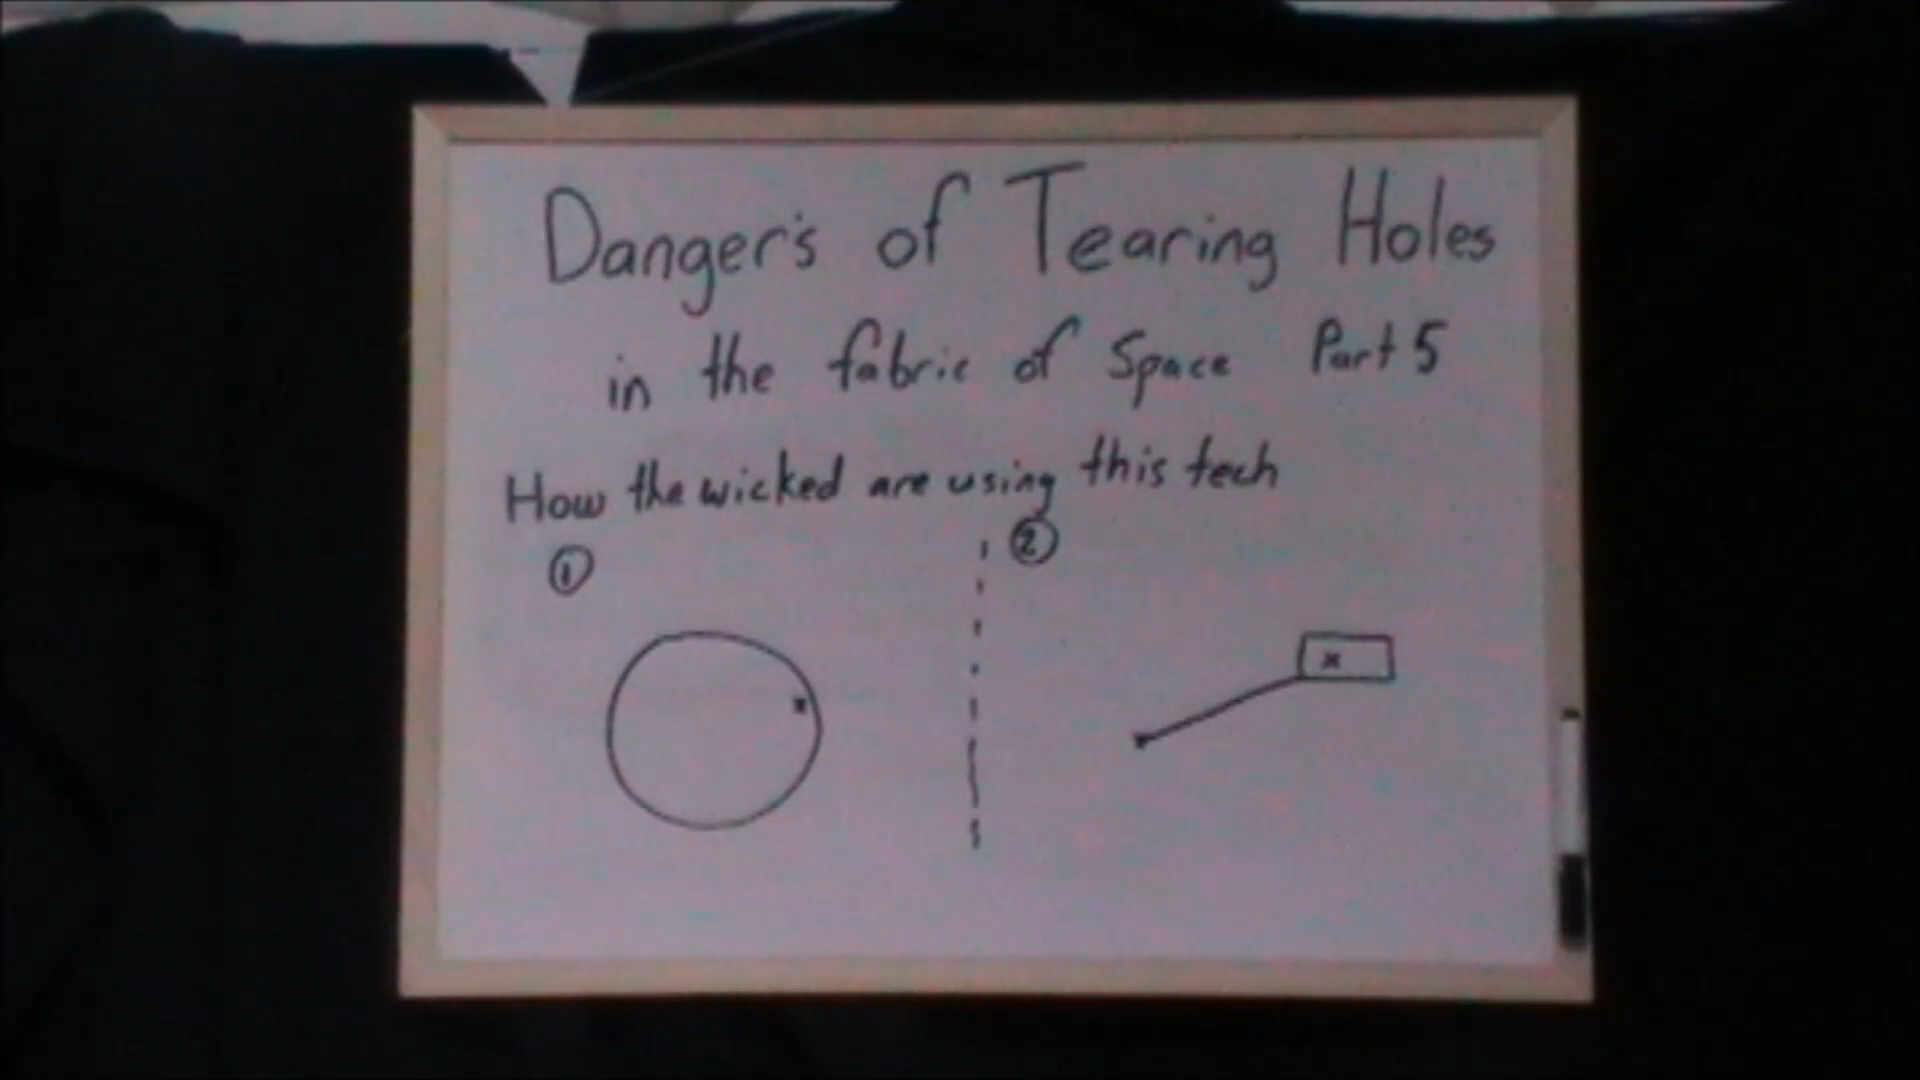 Danger's of Tearing Holes
in the fabric of Space Part 5
How the wicked are using this tech
① ②
x x